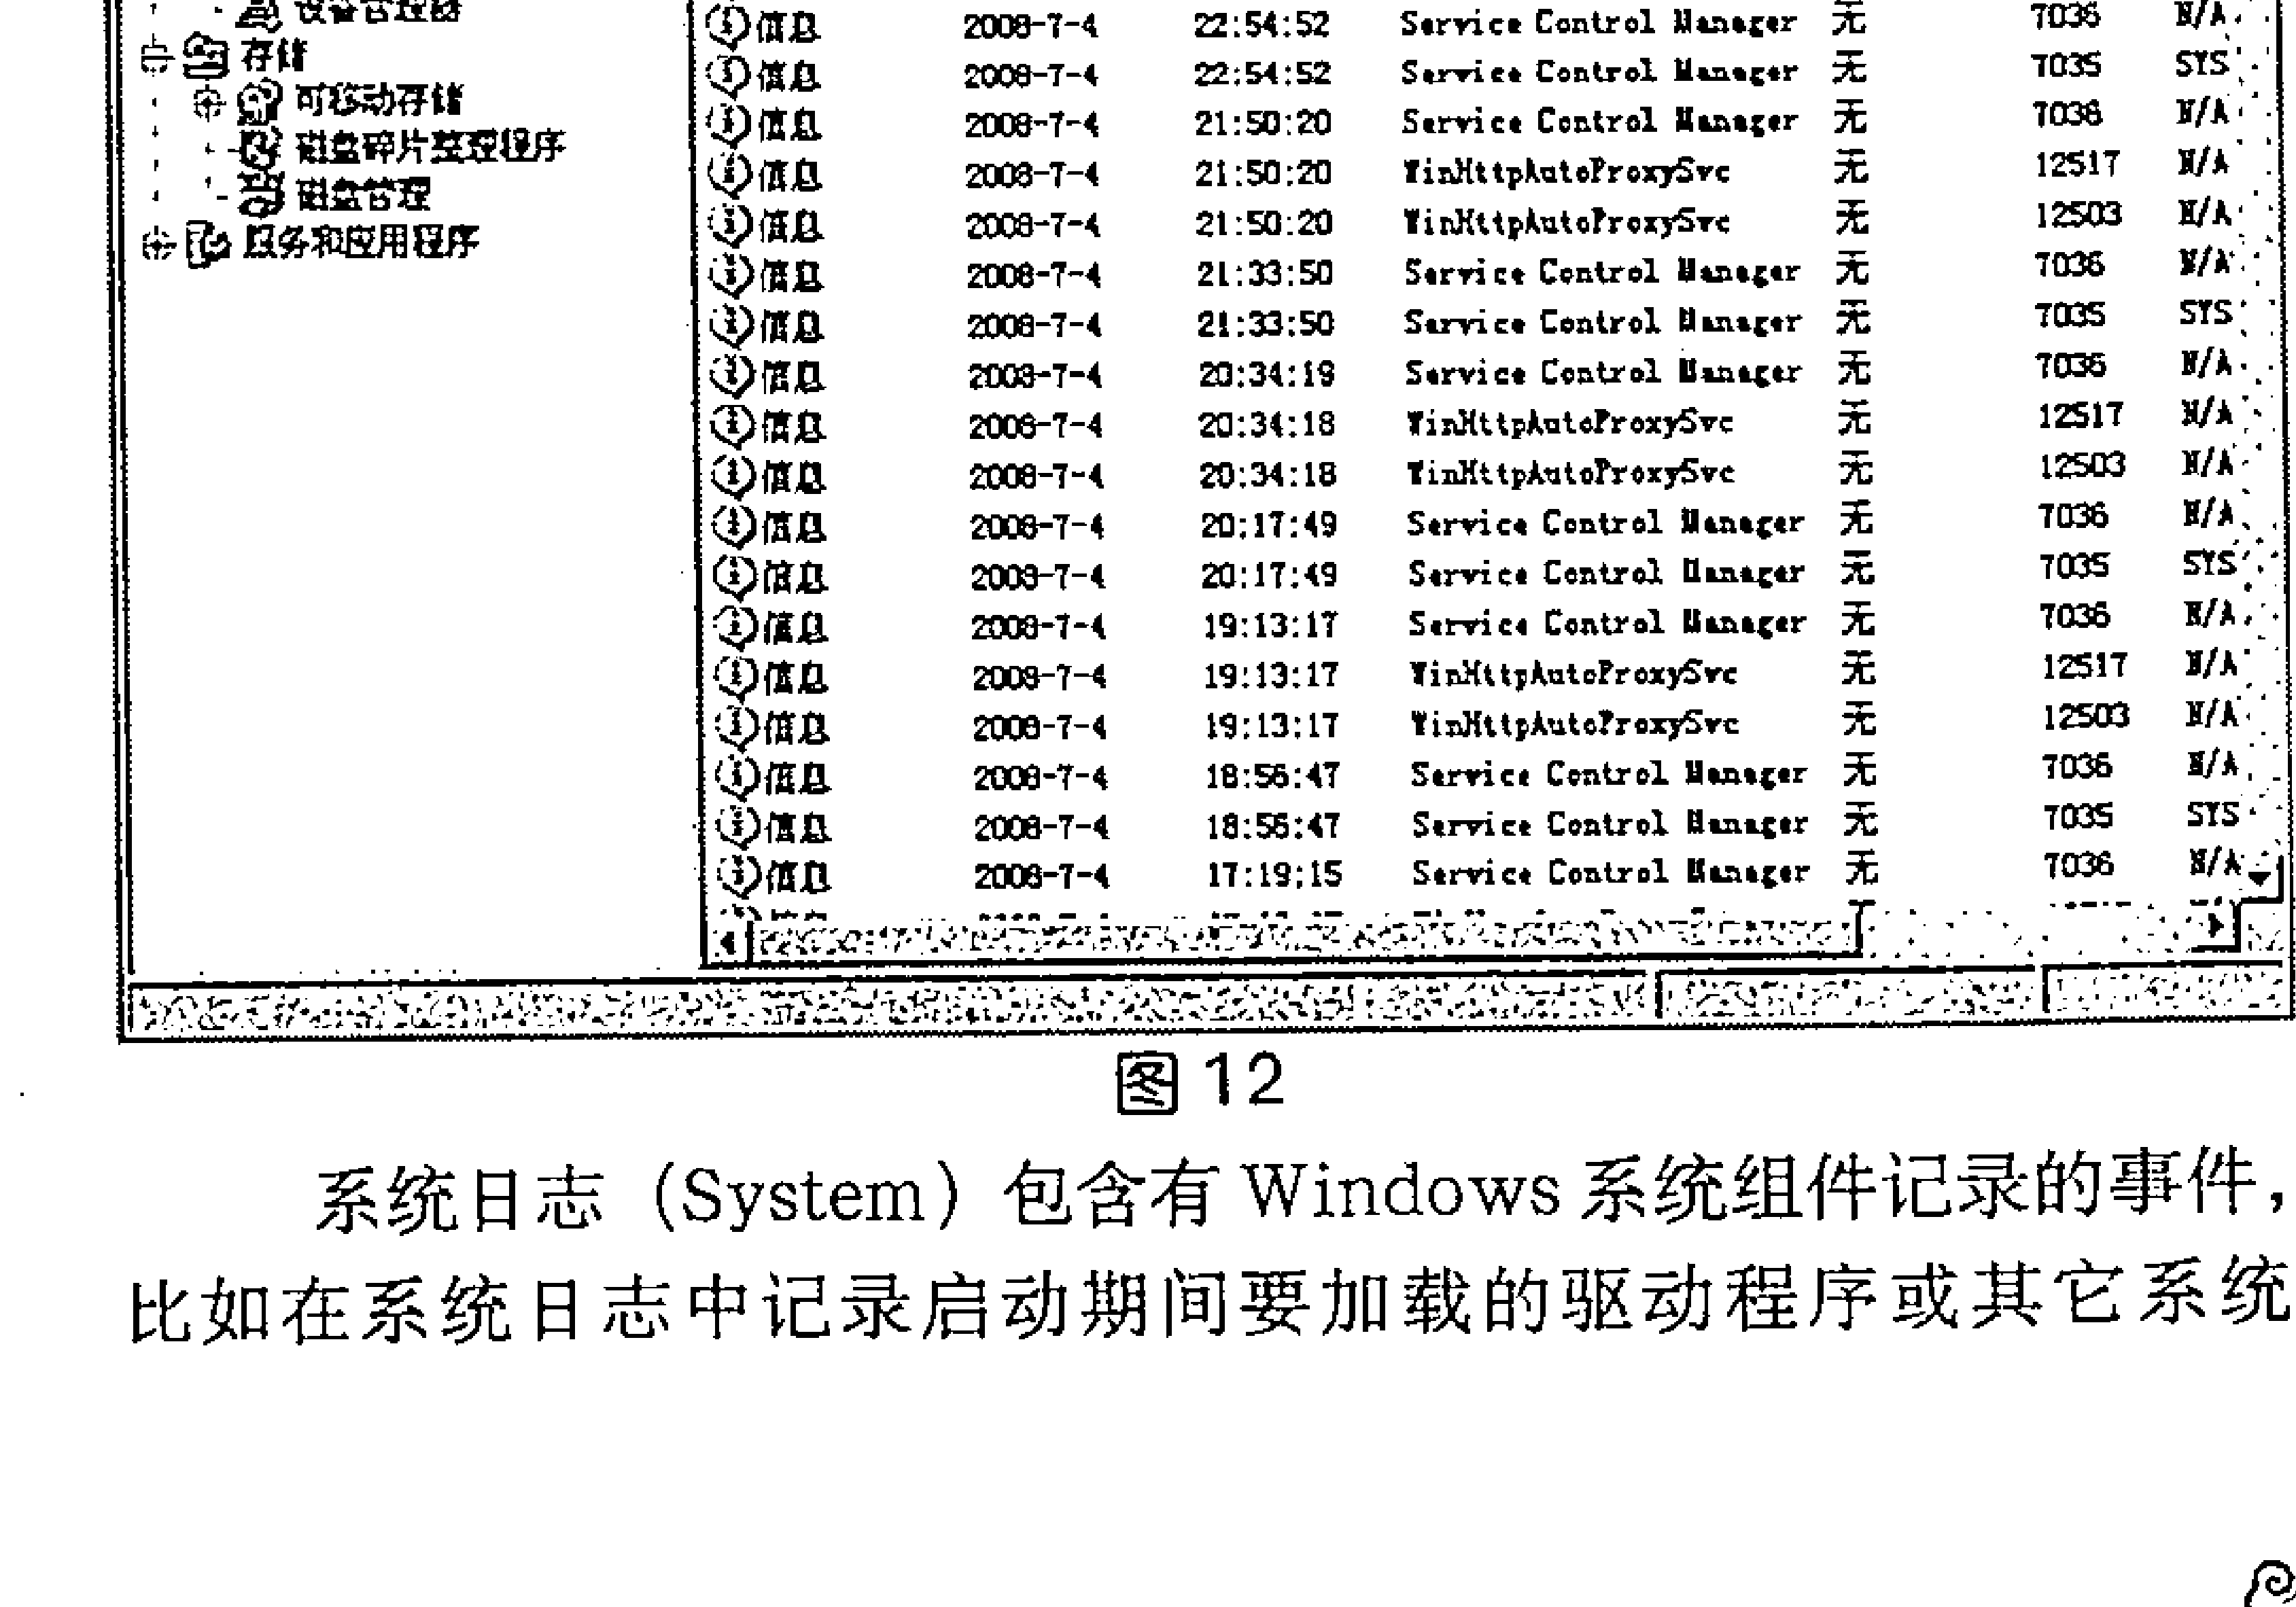 设备管理器
存储
可移动存储
磁盘碎片整理程序
磁盘管理
服务和应用程序
信息 2008-7-4 22:54:52 Service Control Manager 无 7036 N/A
信息 2008-7-4 22:54:52 Service Control Manager 无 7035 SYS
信息 2008-7-4 21:50:20 Service Control Manager 无 7036 N/A
信息 2008-7-4 21:50:20 WinHttpAutoProxySvc 无 12517 N/A
信息 2008-7-4 21:50:20 WinHttpAutoProxySvc 无 12503 N/A
信息 2008-7-4 21:33:50 Service Control Manager 无 7036 N/A
信息 2008-7-4 21:33:50 Service Control Manager 无 7035 SYS
信息 2008-7-4 20:34:19 Service Control Manager 无 7036 N/A
信息 2008-7-4 20:34:18 WinHttpAutoProxySvc 无 12517 N/A
信息 2008-7-4 20:34:18 WinHttpAutoProxySvc 无 12503 N/A
信息 2008-7-4 20:17:49 Service Control Manager 无 7036 N/A
信息 2008-7-4 20:17:49 Service Control Manager 无 7035 SYS
信息 2008-7-4 19:13:17 Service Control Manager 无 7036 N/A
信息 2008-7-4 19:13:17 WinHttpAutoProxySvc 无 12517 N/A
信息 2008-7-4 19:13:17 WinHttpAutoProxySvc 无 12503 N/A
信息 2008-7-4 18:56:47 Service Control Manager 无 7036 N/A
信息 2008-7-4 18:56:47 Service Control Manager 无 7035 SYS
信息 2008-7-4 17:19:15 Service Control Manager 无 7036 N/A
图 12
系统日志（System）包含有 Windows 系统组件记录的事件，
比如在系统日志中记录启动期间要加载的驱动程序或其它系统